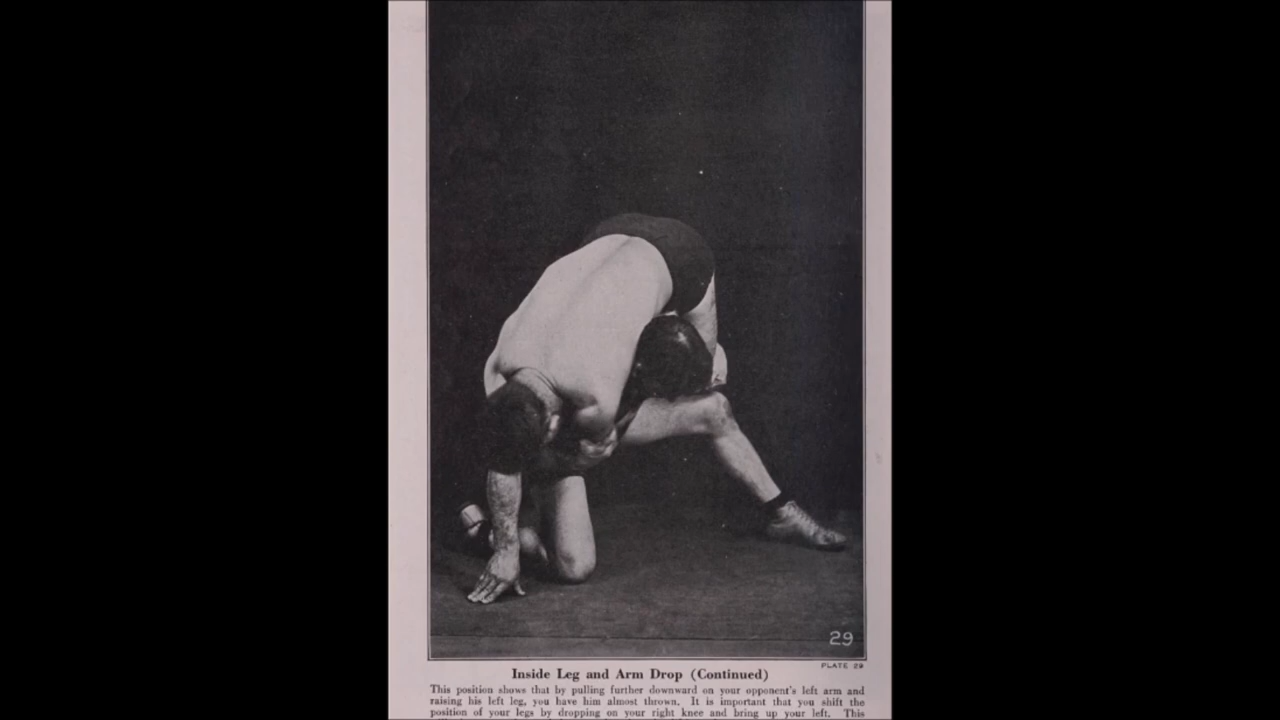 29
PLATE 29
Inside Leg and Arm Drop (Continued)
This position shows that by pulling further downward on your opponent's left arm and
raising his left leg, you have him almost thrown. It is important that you shift the
position of your legs by dropping on your right knee and bring up your left. This